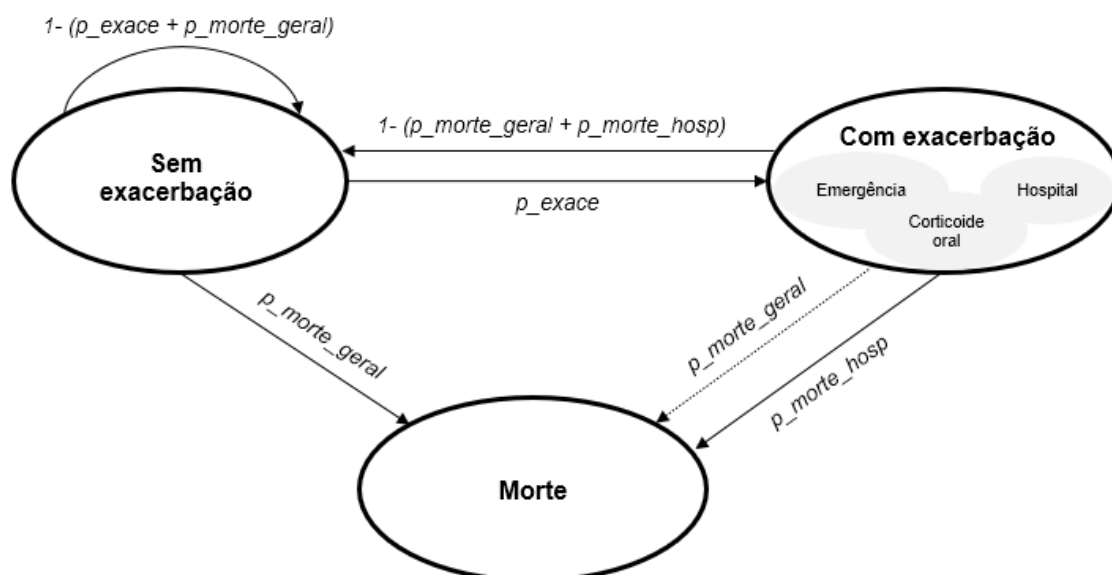 1- (p_exace + p_morte_geral)
Sem
exacerbação
1- (p_morte_geral + p_morte_hosp)
p_exace
Com exacerbação
Emergência
Hospital
Corticoide
oral
p_morte_geral
p_morte_geral
p_morte_hosp
Morte